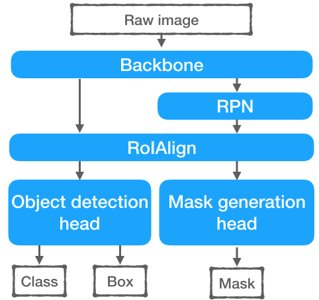 Raw image
Backbone
RPN
RoIAlign
Object detection
head
Mask generation
head
Class
Box
Mask